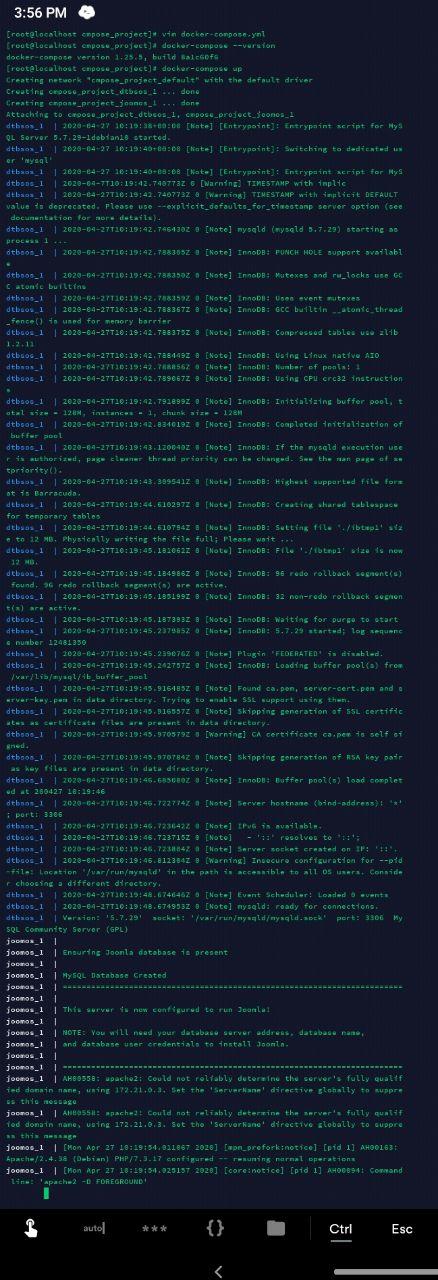 3:56 PM
[root@localhost cmpose_project]# vim docker-compose.yml
[root@localhost cmpose_project]# docker-compose --version
docker-compose version 1.25.5, build 8a1c60f6
[root@localhost cmpose_project]# docker-compose up
Creating network "cmpose_project_default" with the default driver
Creating cmpose_project_dtbsos_1 ... done
Creating cmpose_project_joomos_1 ... done
Attaching to cmpose_project_dtbsos_1, cmpose_project_joomos_1
dtbsos_1 | 2020-04-27 10:19:38+00:00 [Note] [Entrypoint]: Entrypoint script for MyS
QL Server 5.7.29-1debian10 started.
dtbsos_1 | 2020-04-27 10:19:40+00:00 [Note] [Entrypoint]: Switching to dedicated us
er 'mysql'
dtbsos_1 | 2020-04-27 10:19:40+00:00 [Note] [Entrypoint]: Entrypoint script for MyS
dtbsos_1 | 2020-04-7T10:19:42.740773Z 0 [Warning] TIMESTAMP with implic
dtbsos_1 | 2020-04-27T10:19:42.740773Z 0 [Warning] TIMESTAMP with implicit DEFAULT
value is deprecated. Please use --explicit_defaults_for_timestamp server option (see
documentation for more details).
dtbsos_1 | 2020-04-27T10:19:42.746430Z 0 [Note] mysqld (mysqld 5.7.29) starting as
process 1 ...
dtbsos_1 | 2020-04-27T10:19:42.788305Z 0 [Note] InnoDB: PUNCH HOLE support availabl
e
dtbsos_1 | 2020-04-27T10:19:42.788350Z 0 [Note] InnoDB: Mutexes and rw_locks use GC
C atomic builtins
dtbsos_1 | 2020-04-27T10:19:42.788359Z 0 [Note] InnoDB: Uses event mutexes
dtbsos_1 | 2020-04-27T10:19:42.788367Z 0 [Note] InnoDB: GCC builtin __atomic_thread
_fence() is used for memory barrier
dtbsos_1 | 2020-04-27T10:19:42.788375Z 0 [Note] InnoDB: Compressed tables use zlib
1.2.11
dtbsos_1 | 2020-04-27T10:19:42.788449Z 0 [Note] InnoDB: Using Linux native AIO
dtbsos_1 | 2020-04-27T10:19:42.788856Z 0 [Note] InnoDB: Number of pools: 1
dtbsos_1 | 2020-04-27T10:19:42.789067Z 0 [Note] InnoDB: Using CPU crc32 instruction
s
dtbsos_1 | 2020-04-27T10:19:42.791899Z 0 [Note] InnoDB: Initializing buffer pool, t
otal size = 128M, instances = 1, chunk size = 128M
dtbsos_1 | 2020-04-27T10:19:42.834019Z 0 [Note] InnoDB: Completed initialization of
buffer pool
dtbsos_1 | 2020-04-27T10:19:43.120040Z 0 [Note] InnoDB: If the mysqld execution use
r is authorized, page cleaner thread priority can be changed. See the man page of se
tpriority().
dtbsos_1 | 2020-04-27T10:19:43.309541Z 0 [Note] InnoDB: Highest supported file form
at is Barracuda.
dtbsos_1 | 2020-04-27T10:19:44.610297Z 0 [Note] InnoDB: Creating shared tablespace
for temporary tables
dtbsos_1 | 2020-04-27T10:19:44.610794Z 0 [Note] InnoDB: Setting file './ibtmp1' siz
e to 12 MB. Physically writing the file full; Please wait ...
dtbsos_1 | 2020-04-27T10:19:45.181062Z 0 [Note] InnoDB: File './ibtmp1' size is now
12 MB.
dtbsos_1 | 2020-04-27T10:19:45.184986Z 0 [Note] InnoDB: 96 redo rollback segment(s)
found. 96 redo rollback segment(s) are active.
dtbsos_1 | 2020-04-27T10:19:45.185199Z 0 [Note] InnoDB: 32 non-redo rollback segmen
t(s) are active.
dtbsos_1 | 2020-04-27T10:19:45.187393Z 0 [Note] InnoDB: Waiting for purge to start
dtbsos_1 | 2020-04-27T10:19:45.237985Z 0 [Note] InnoDB: 5.7.29 started; log sequenc
e number 12481350
dtbsos_1 | 2020-04-27T10:19:45.239076Z 0 [Note] Plugin 'FEDERATED' is disabled.
dtbsos_1 | 2020-04-27T10:19:45.242757Z 0 [Note] InnoDB: Loading buffer pool(s) from
/var/lib/mysql/ib_buffer_pool
dtbsos_1 | 2020-04-27T10:19:45.916485Z 0 [Note] Found ca.pem, server-cert.pem and s
erver-key.pem in data directory. Trying to enable SSL support using them.
dtbsos_1 | 2020-04-27T10:19:45.916557Z 0 [Note] Skipping generation of SSL certific
ates as certificate files are present in data directory.
dtbsos_1 | 2020-04-27T10:19:45.970579Z 0 [Warning] CA certificate ca.pem is self si
gned.
dtbsos_1 | 2020-04-27T10:19:45.970784Z 0 [Note] Skipping generation of RSA key pair
as key files are present in data directory.
dtbsos_1 | 2020-04-27T10:19:46.685680Z 0 [Note] InnoDB: Buffer pool(s) load complet
ed at 200427 10:19:46
dtbsos_1 | 2020-04-27T10:19:46.722774Z 0 [Note] Server hostname (bind-address): '*'
; port: 3306
dtbsos_1 | 2020-04-27T10:19:46.723642Z 0 [Note] IPv6 is available.
dtbsos_1 | 2020-04-27T10:19:46.723715Z 0 [Note] - '::' resolves to '::';
dtbsos_1 | 2020-04-27T10:19:46.723804Z 0 [Note] Server socket created on IP: '::'.
dtbsos_1 | 2020-04-27T10:19:46.812384Z 0 [Warning] Insecure configuration for --pid
-file: Location '/var/run/mysqld' in the path is accessible to all OS users. Conside
r choosing a different directory.
dtbsos_1 | 2020-04-27T10:19:48.674646Z 0 [Note] Event Scheduler: Loaded 0 events
dtbsos_1 | 2020-04-27T10:19:48.674953Z 0 [Note] mysqld: ready for connections.
dtbsos_1 | Version: '5.7.29' socket: '/var/run/mysqld/mysqld.sock' port: 3306 My
SQL Community Server (GPL)
joomos_1 |
joomos_1 | Ensuring Joomla database is present
joomos_1 |
joomos_1 | MySQL Database Created
joomos_1 | ========================================================================
joomos_1 |
joomos_1 | This server is now configured to run Joomla!
joomos_1 |
joomos_1 | NOTE: You will need your database server address, database name,
joomos_1 | and database user credentials to install Joomla.
joomos_1 |
joomos_1 | ========================================================================
joomos_1 | AH00558: apache2: Could not reliably determine the server's fully qualif
ied domain name, using 172.21.0.3. Set the 'ServerName' directive globally to suppre
ss this message
joomos_1 | AH00558: apache2: Could not reliably determine the server's fully qualif
ied domain name, using 172.21.0.3. Set the 'ServerName' directive globally to suppre
ss this message
joomos_1 | [Mon Apr 27 10:19:54.011067 2020] [mpm_prefork:notice] [pid 1] AH00163:
Apache/2.4.38 (Debian) PHP/7.3.17 configured -- resuming normal operations
joomos_1 | [Mon Apr 27 10:19:54.025157 2020] [core:notice] [pid 1] AH00094: Command
line: 'apache2 -D FOREGROUND'
auto| *** {} Ctrl Esc